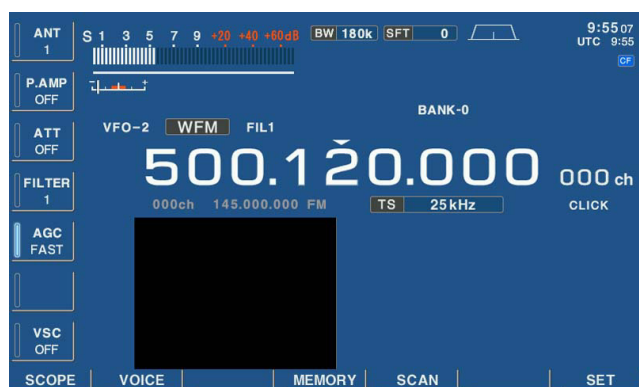 ANT
1
S 1 3 5 7 9 +20 +40 +60dB
BW 180k SFT 0
9:55 07
UTC 9:55
CF
P.AMP
OFF
- +
BANK-0
ATT
OFF
VFO-2 WFM FIL1
500.120.000 000 ch
FILTER
1
000ch 145.000.000 FM TS 25kHz CLICK
AGC
FAST
VSC
OFF
SCOPE VOICE MEMORY SCAN SET